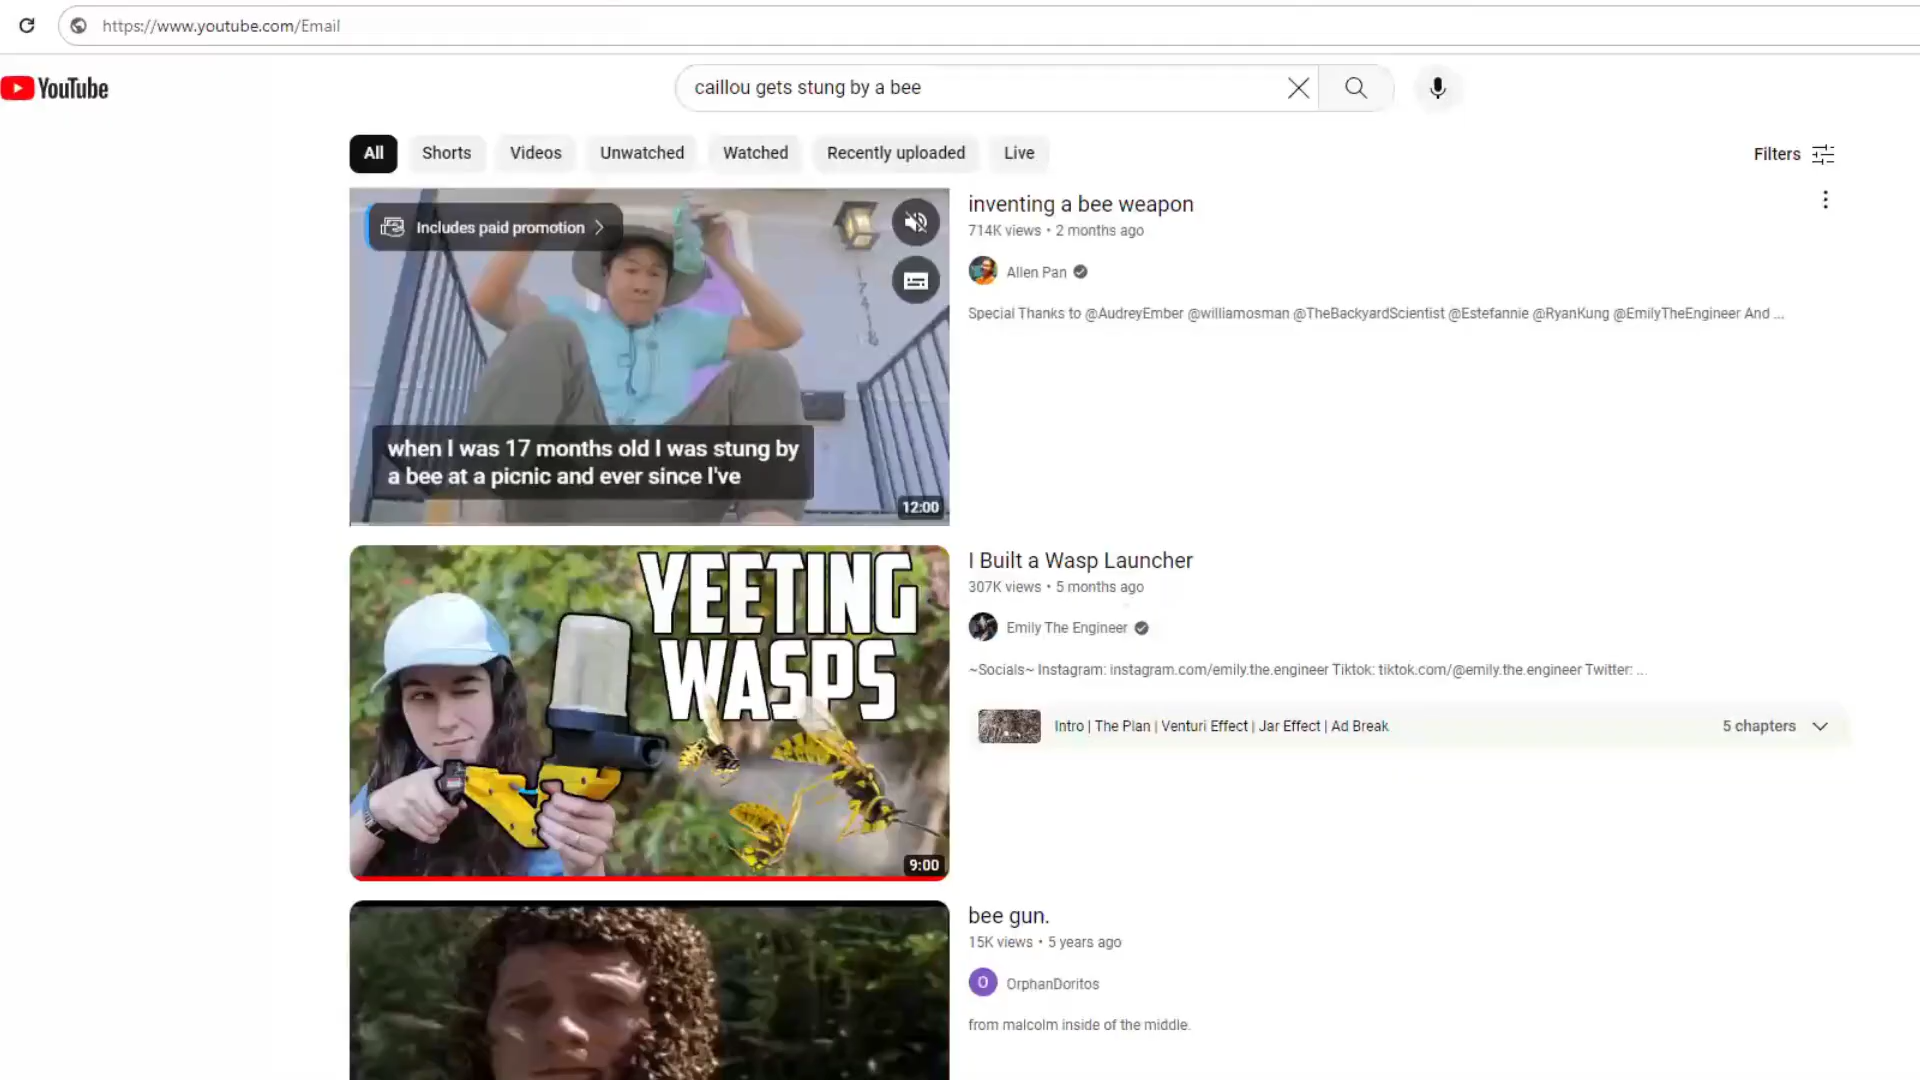 https://www.youtube.com/Email
YouTube
caillou gets stung by a bee
All
Shorts
Videos
Unwatched
Watched
Recently uploaded
Live
Filters
Includes paid promotion
when I was 17 months old I was stung by
a bee at a picnic and ever since I've
12:00
inventing a bee weapon
714K views • 2 months ago
Allen Pan
Special Thanks to @AudreyEmber @williamosman @TheBackyardScientist @Estefannie @RyanKung @EmilyTheEngineer And ...
YEETING
WASPS
9:00
I Built a Wasp Launcher
307K views • 5 months ago
Emily The Engineer
~Socials~ Instagram: instagram.com/emily.the.engineer Tiktok: tiktok.com/@emily.the.engineer Twitter: ...
Intro | The Plan | Venturi Effect | Jar Effect | Ad Break
5 chapters
bee gun.
15K views • 5 years ago
O
OrphanDoritos
from malcolm inside of the middle.